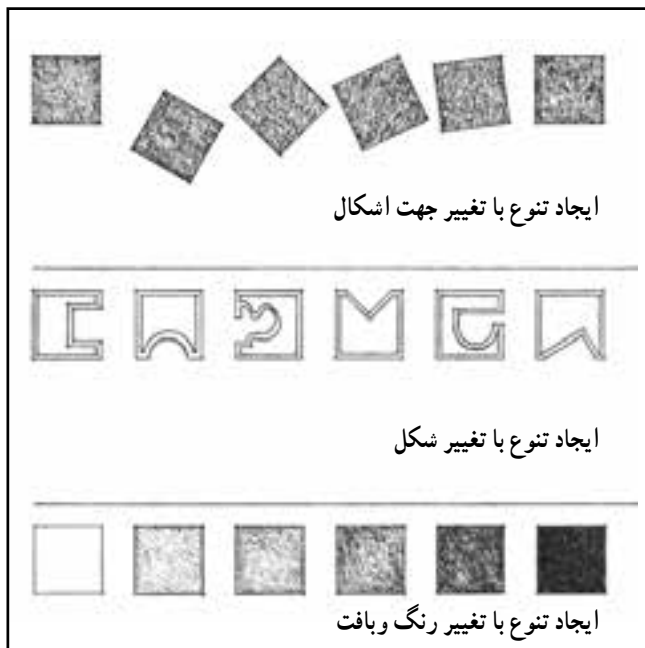 ایجاد تنوع با تغییر جهت اشکال
ایجاد تنوع با تغییر شکل
ایجاد تنوع با تغییر رنگ وبافت